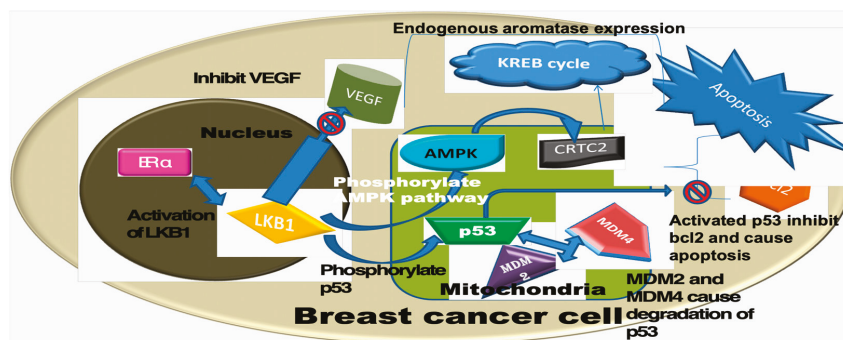 Endogenous aromatase expression
KREB cycle
Apoptosis
Inhibit VEGF
VEGF
Nucleus
ERα
AMPK
CRTC2
Phosphorylate
AMPK pathway
Activation
of LKB1
LKB1
p53
MDM4
MDM
2
Activated p53 inhibit
bcl2 and cause
apoptosis
Phosphorylate
p53
Mitochondria
MDM2 and
MDM4 cause
degradation of
p53
Breast cancer cell